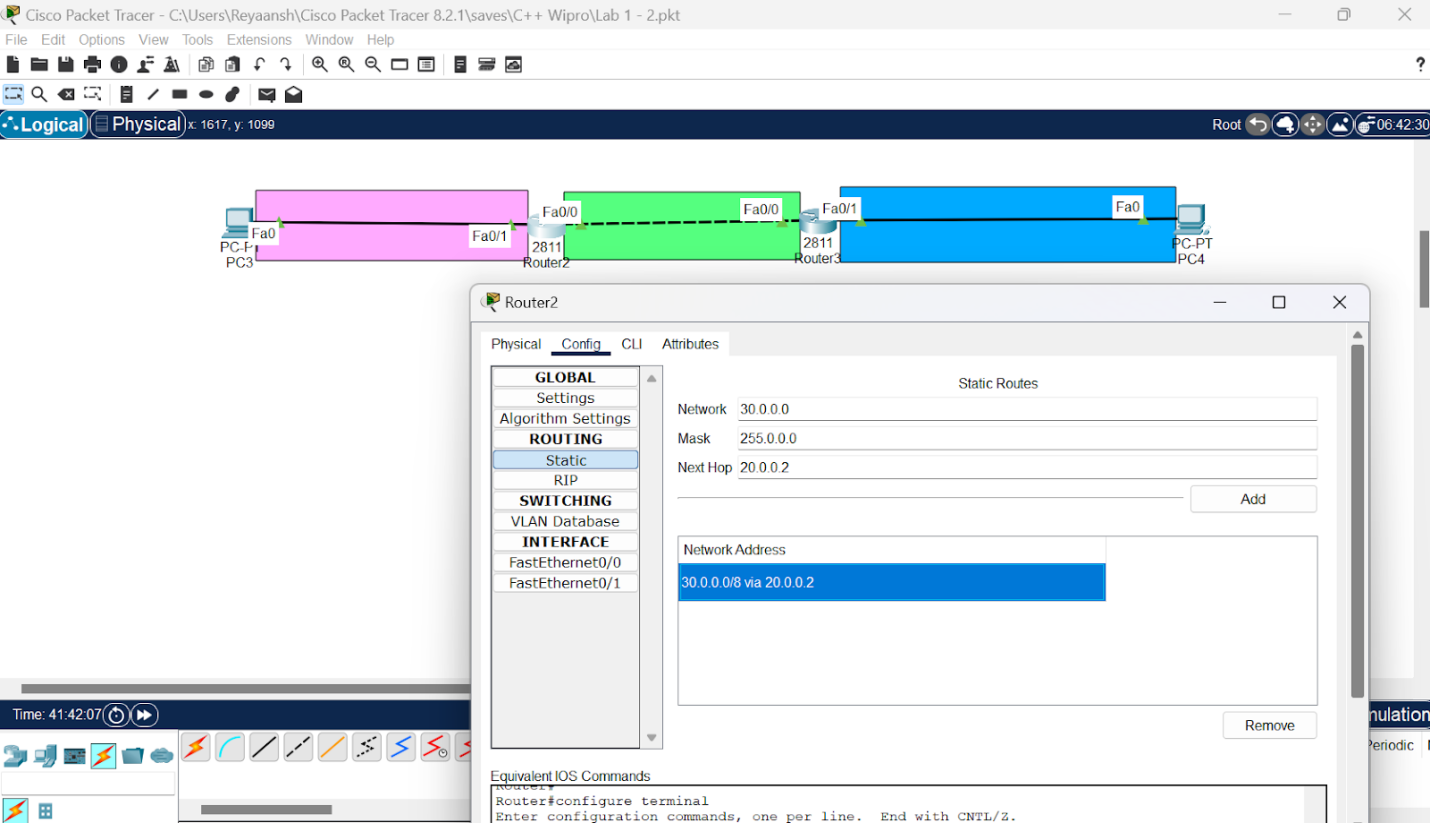 Cisco Packet Tracer - C:\Users\Reyaansh\Cisco Packet Tracer 8.2.1\saves\C++ Wipro\Lab 1 - 2.pkt
File Edit Options View Tools Extensions Window Help
?
Logical Physical x: 1617, y: 1099 Root 06:42:30
Fa0/0 Fa0/0 Fa0/1 Fa0
Fa0 Fa0/1
PC-P 2811 2811 PC-PT
PC3 Router2 Router3 PC4
Router2
Physical Config CLI Attributes
GLOBAL
Settings
Algorithm Settings
ROUTING
Static
RIP
SWITCHING
VLAN Database
INTERFACE
FastEthernet0/0
FastEthernet0/1
Static Routes
Network 30.0.0.0
Mask 255.0.0.0
Next Hop 20.0.0.2
Add
Network Address
30.0.0.0/8 via 20.0.0.2
Remove
Equivalent IOS Commands
Router#
Router#configure terminal
Enter configuration commands, one per line. End with CNTL/Z.
Time: 41:42:07
mulation
Periodic